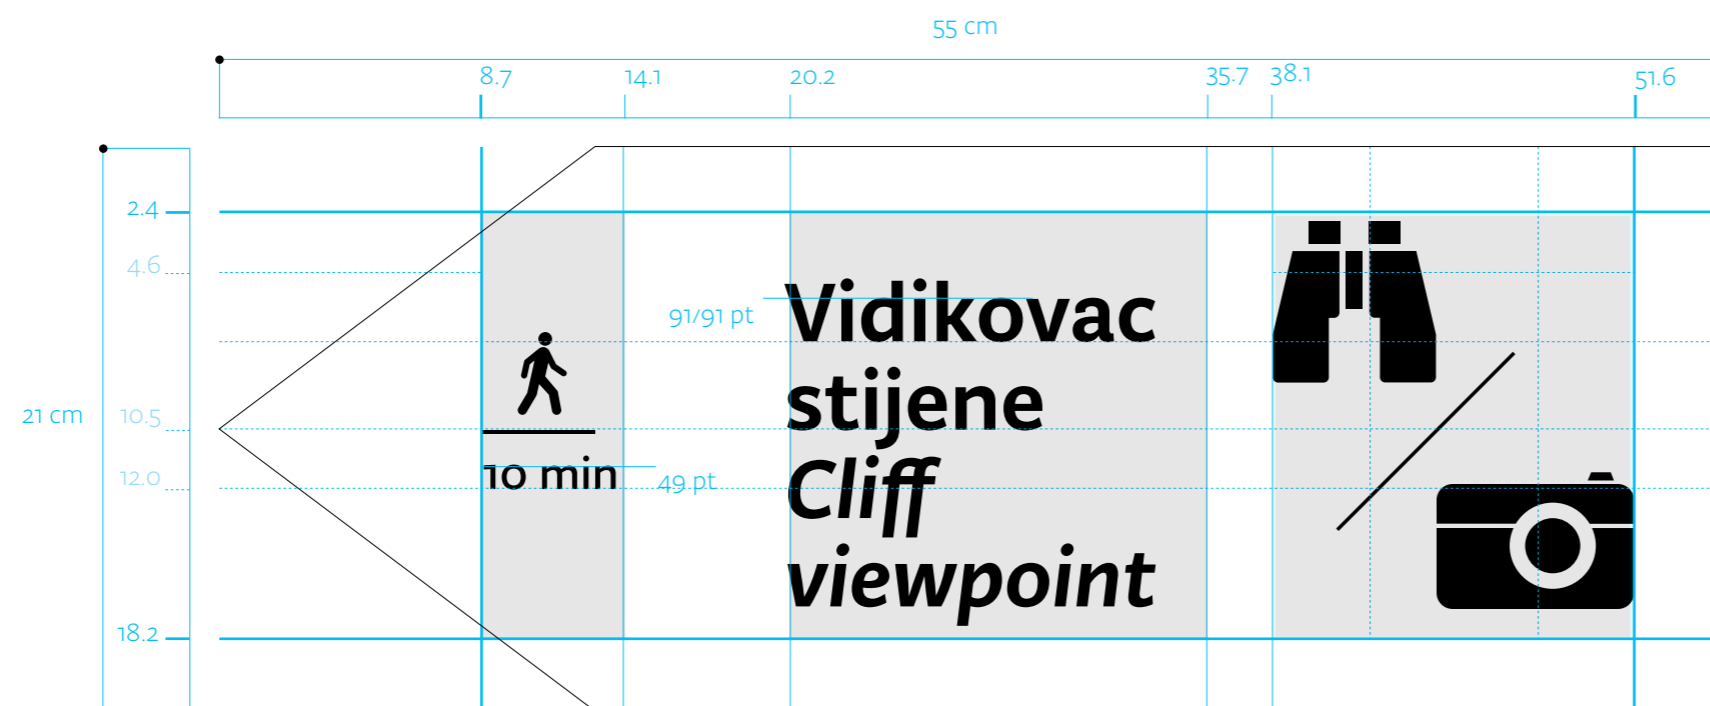 55 cm
8.7 14.1 20.2 35.7 38.1 51.6
2.4
4.6
10.5
12.0
18.2
21 cm
10 min
49 pt
91/91 pt
Vidikovac
stijene
Cliff
viewpoint